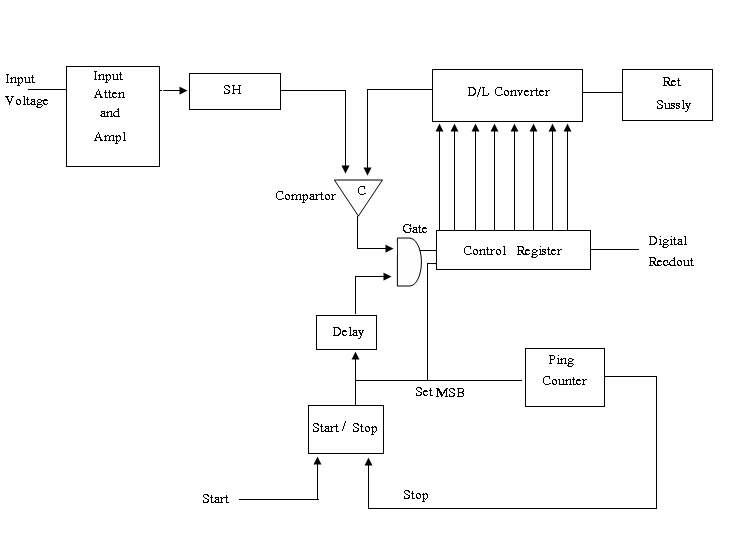 Input
Voltage
Input
Atten
and
Ampl
SH
D/L Converter
Ret
Sussly
Compartor
C
Gate
Control Register
Digital
Recdout
Delay
Ping
Counter
Set MSB
Start / Stop
Start
Stop